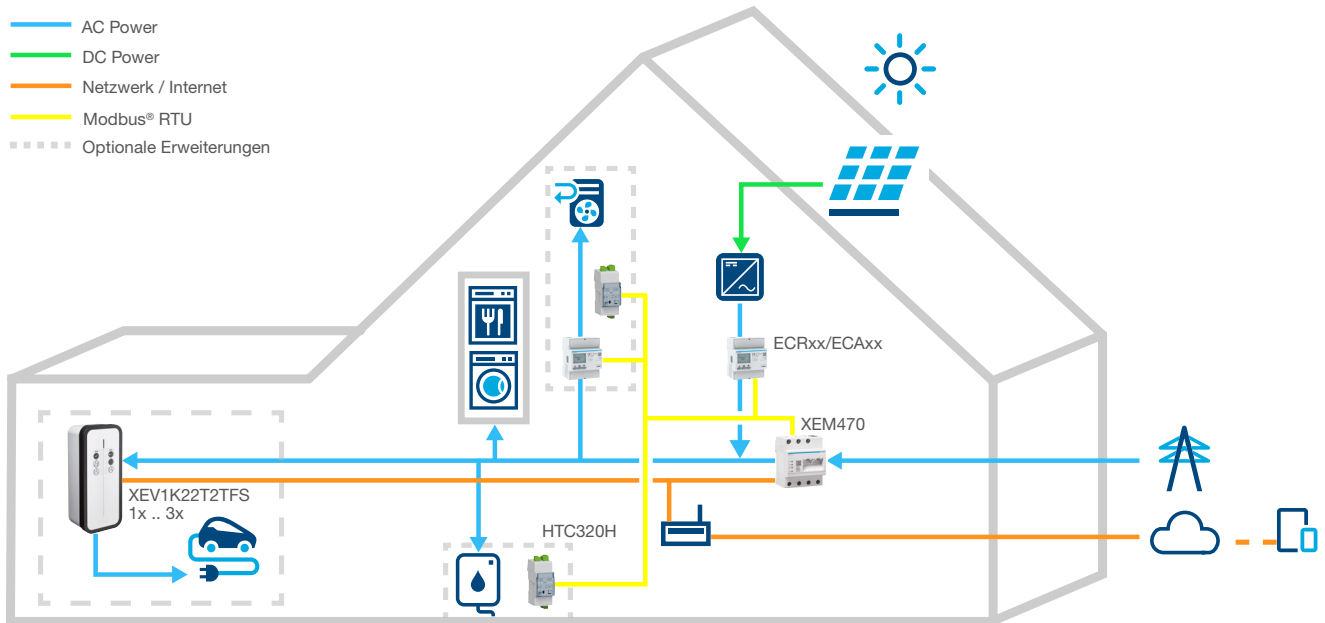 AC Power
DC Power
Netzwerk / Internet
Modbus® RTU
Optionale Erweiterungen
ECRxx/ECAxx
XEM470
XEV1K22T2TFS
1x .. 3x
HTC320H